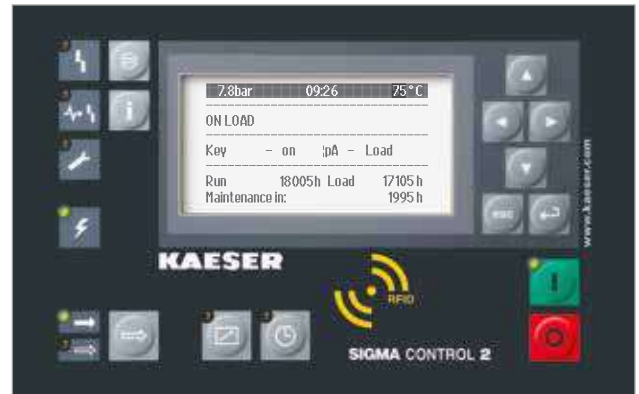 7.8bar 09:26 75°C
ON LOAD
Key - on ¦pA - Load
Run 18005h Load 17105h
Maintenance in: 1995h
esc
www.kaeser.com
KAESER
RFID
I
O
SIGMA CONTROL 2